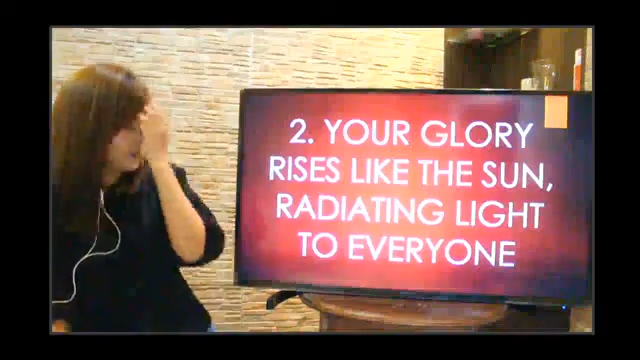 2. YOUR GLORY
RISES LIKE THE SUN,
RADIATING LIGHT
TO EVERYONE